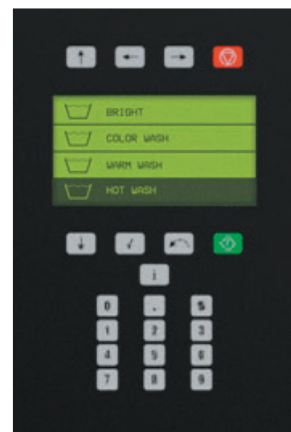 BRIGHT
COLOR WASH
WARM WASH
HOT WASH
i
0 .
1 2 3
4 5 6
7 8 9